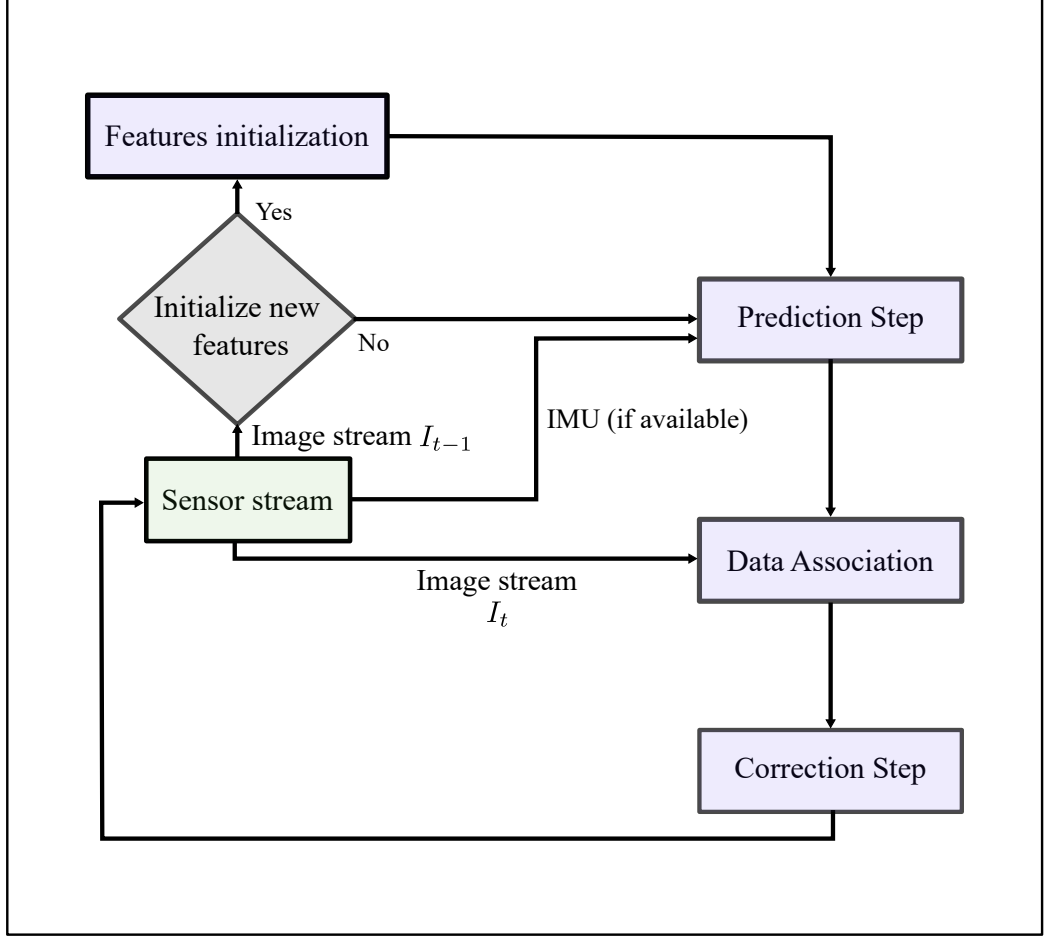 Features initialization
Yes
Initialize new
features
No
Prediction Step
IMU (if available)
Image stream I_{t-1}
Sensor stream
Data Association
Image stream
I_t
Correction Step